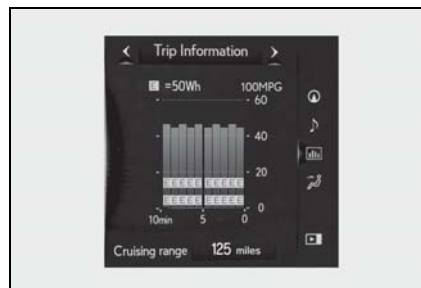 Trip Information
E =50Wh 100MPG
60
40
20
0
E E E E E E E E E E
E E E E E E E E E E
10min 5 0
Cruising range 125 miles